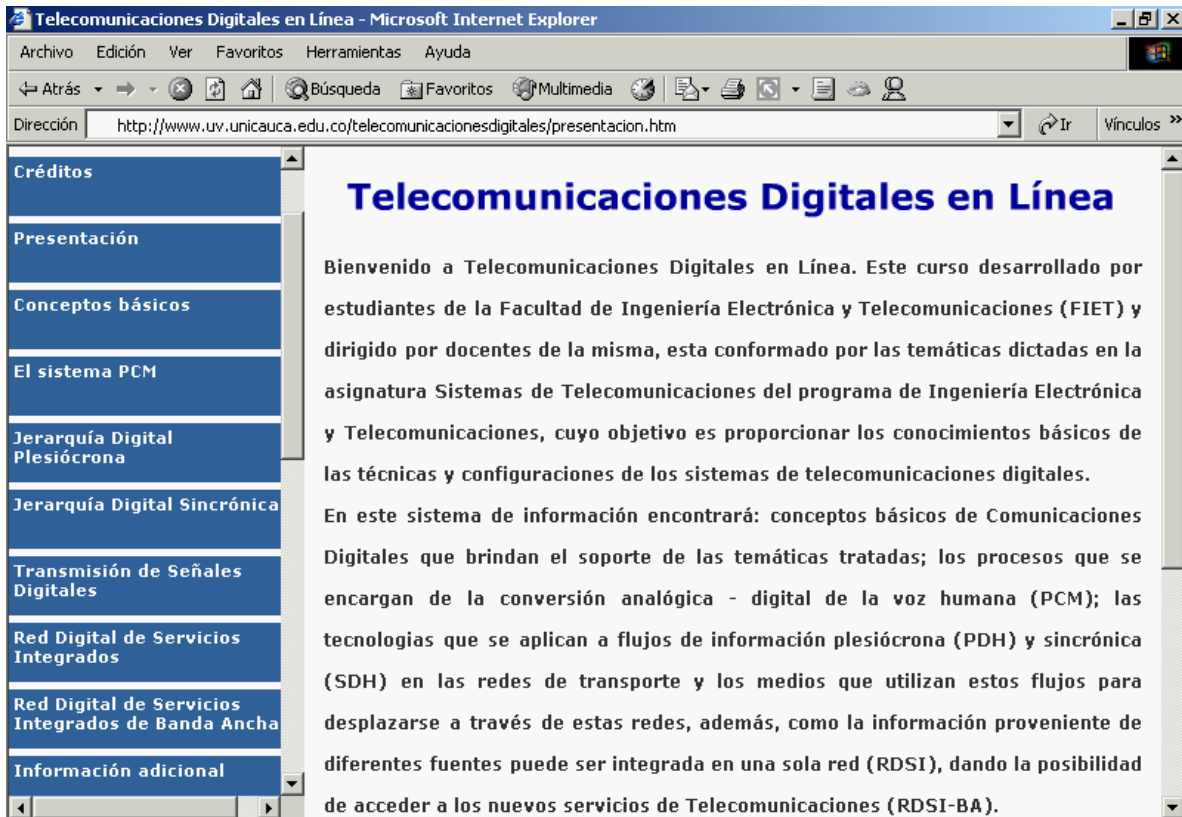 Telecomunicaciones Digitales en Línea - Microsoft Internet Explorer
Archivo Edición Ver Favoritos Herramientas Ayuda
Atrás Búsqueda Favoritos Multimedia
Dirección http://www.uv.unicauca.edu.co/telecomunicacionesdigitales/presentacion.htm Ir Vínculos »
Créditos
Presentación
Conceptos básicos
El sistema PCM
Jerarquía Digital
Plesiócrona
Jerarquía Digital Sincrónica
Transmisión de Señales
Digitales
Red Digital de Servicios
Integrados
Red Digital de Servicios
Integrados de Banda Ancha
Información adicional
Telecomunicaciones Digitales en Línea
Bienvenido a Telecomunicaciones Digitales en Línea. Este curso desarrollado por
estudiantes de la Facultad de Ingeniería Electrónica y Telecomunicaciones (FIET) y
dirigido por docentes de la misma, esta conformado por las temáticas dictadas en la
asignatura Sistemas de Telecomunicaciones del programa de Ingeniería Electrónica
y Telecomunicaciones, cuyo objetivo es proporcionar los conocimientos básicos de
las técnicas y configuraciones de los sistemas de telecomunicaciones digitales.
En este sistema de información encontrará: conceptos básicos de Comunicaciones
Digitales que brindan el soporte de las temáticas tratadas; los procesos que se
encargan de la conversión analógica - digital de la voz humana (PCM); las
tecnologias que se aplican a flujos de información plesiócrona (PDH) y sincrónica
(SDH) en las redes de transporte y los medios que utilizan estos flujos para
desplazarse a través de estas redes, además, como la información proveniente de
diferentes fuentes puede ser integrada en una sola red (RDSI), dando la posibilidad
de acceder a los nuevos servicios de Telecomunicaciones (RDSI-BA).